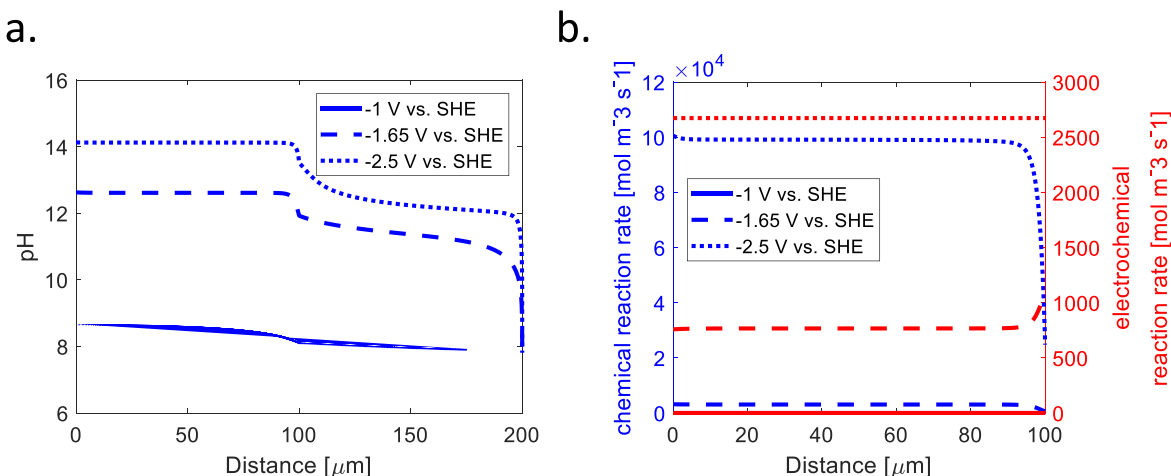 a.
16
14
12
10
8
6
pH
0
50
100
150
200
Distance [μm]
-1 V vs. SHE
-1.65 V vs. SHE
-2.5 V vs. SHE
b.
×10⁴
12
10
8
6
4
2
0
chemical reaction rate [mol m⁻3 s⁻1]
0
20
40
60
80
100
Distance [μm]
-1 V vs. SHE
-1.65 V vs. SHE
-2.5 V vs. SHE
3000
2500
2000
1500
1000
500
0
electrochemical
reaction rate [mol m⁻3 s⁻1]